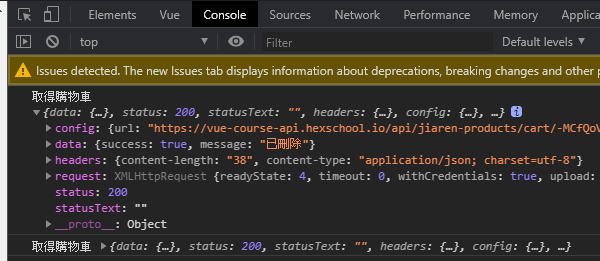 Elements Vue Console Sources Network Performance Memory Applica
top Filter Default levels
Issues detected. The new Issues tab displays information about deprecations, breaking changes and other p
取得購物車
{data: {…}, status: 200, statusText: "", headers: {…}, config: {…}, …}
config: {url: "https://vue-course-api.hexschool.io/api/jiaren-products/cart/-MCfQoV
data: {success: true, message: "已刪除"}
headers: {content-length: "38", content-type: "application/json; charset=utf-8"}
request: XMLHttpRequest {readyState: 4, timeout: 0, withCredentials: true, upload:
status: 200
statusText: ""
__proto__: Object
取得購物車 {data: {…}, status: 200, statusText: "", headers: {…}, config: {…}, …}